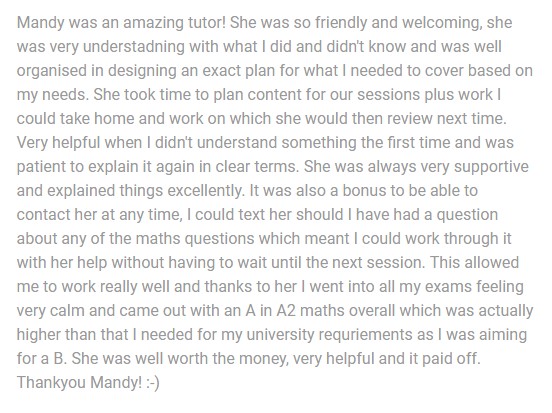 Mandy was an amazing tutor! She was so friendly and welcoming, she
was very understadning with what I did and didn't know and was well
organised in designing an exact plan for what I needed to cover based on
my needs. She took time to plan content for our sessions plus work I
could take home and work on which she would then review next time.
Very helpful when I didn't understand something the first time and was
patient to explain it again in clear terms. She was always very supportive
and explained things excellently. It was also a bonus to be able to
contact her at any time, I could text her should I have had a question
about any of the maths questions which meant I could work through it
with her help without having to wait until the next session. This allowed
me to work really well and thanks to her I went into all my exams feeling
very calm and came out with an A in A2 maths overall which was actually
higher than that I needed for my university requriements as I was aiming
for a B. She was well worth the money, very helpful and it paid off.
Thankyou Mandy! :-)